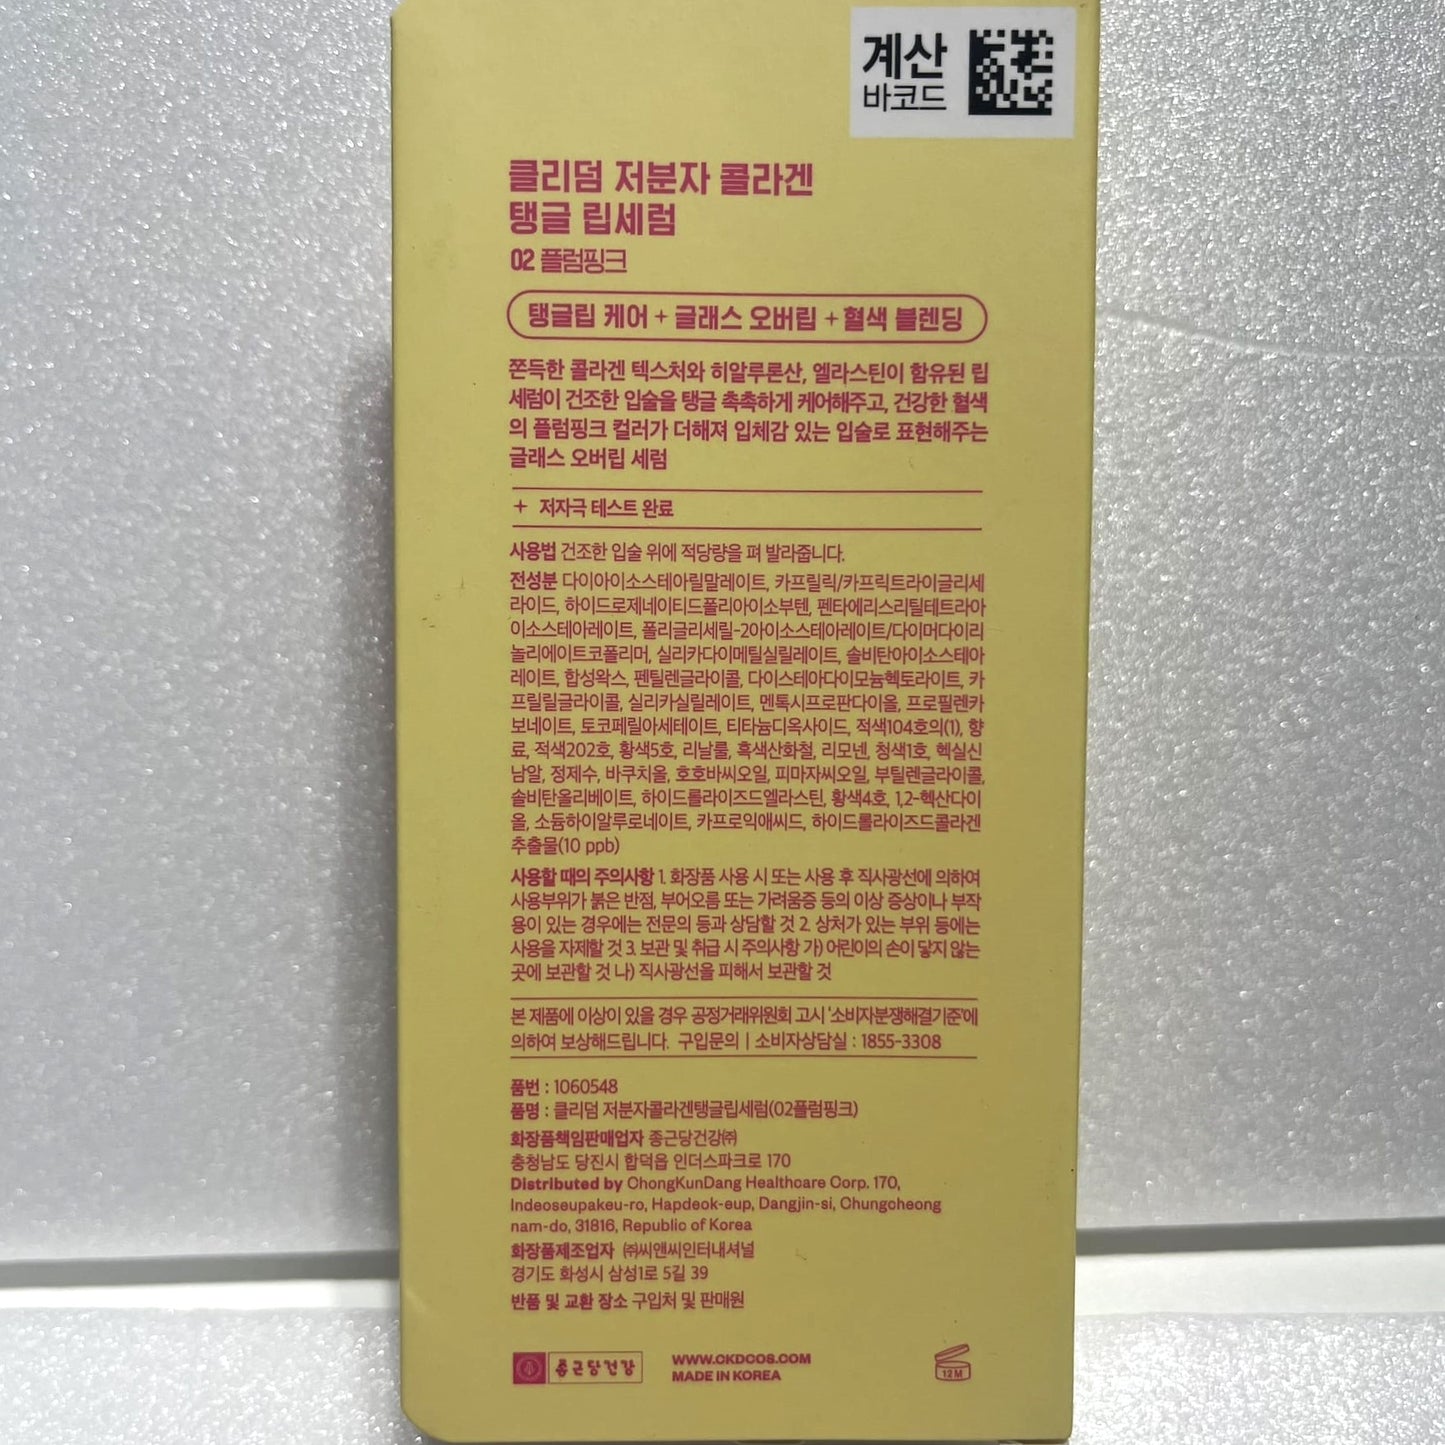 계산
바코드
클리덤 저분자 콜라겐
탱글 립세럼
02 플럼핑크
탱글립 케어 + 글래스 오버립 + 혈색 블렌딩
쫀득한 콜라겐 텍스처와 히알루론산, 엘라스틴이 함유된 립
세럼이 건조한 입술을 탱글 촉촉하게 케어해주고, 건강한 혈색
의 플럼핑크 컬러가 더해져 입체감 있는 입술로 표현해주는
글래스 오버립 세럼
+ 저자극 테스트 완료
사용법 건조한 입술 위에 적당량을 펴 발라줍니다.
전성분 다이아이소스테아릴말레이트, 카프릴릭/카프릭트라이글리세
라이드, 하이드로제네이티드폴리아이소부텐, 펜타에리스리틸테트라아
이소스테아레이트, 폴리글리세릴-2아이소스테아레이트/다이머다이리
놀리에이트코폴리머, 실리카다이메틸실릴레이트, 솔비탄아이소스테아
레이트, 합성왁스, 펜틸렌글라이콜, 다이스테아다이모늄헥토라이트, 카
프릴릴글라이콜, 실리카실릴레이트, 멘톡시프로판다이올, 프로필렌카
보네이트, 토코페릴아세테이트, 티타늄디옥사이드, 적색104호의(1), 향
료, 적색202호, 황색5호, 리날룰, 흑색산화철, 리모넨, 청색1호, 헥실신
남알, 정제수, 바쿠치올, 호호바씨오일, 피마자씨오일, 부틸렌글라이콜,
솔비탄올리베이트, 하이드롤라이즈드엘라스틴, 황색4호, 1,2-헥산다이
올, 소듐하이알루로네이트, 카프로익애씨드, 하이드롤라이즈드콜라겐
추출물(10 ppb)
사용할 때의 주의사항 1. 화장품 사용 시 또는 사용 후 직사광선에 의하여
사용부위가 붉은 반점, 부어오름 또는 가려움증 등의 이상 증상이나 부작
용이 있는 경우에는 전문의 등과 상담할 것 2. 상처가 있는 부위 등에는
사용을 자제할 것 3. 보관 및 취급 시 주의사항 가) 어린이의 손이 닿지 않는
곳에 보관할 것 나) 직사광선을 피해서 보관할 것
본 제품에 이상이 있을 경우 공정거래위원회 고시 '소비자분쟁해결기준'에
의하여 보상해드립니다. 구입문의 | 소비자상담실 : 1855-3308
품번 : 1060548
품명 : 클리덤 저분자콜라겐탱글립세럼(02플럼핑크)
화장품책임판매업자 종근당건강㈜
충청남도 당진시 합덕읍 인더스파크로 170
Distributed by ChongKunDang Healthcare Corp. 170,
Indeoseupakeu-ro, Hapdeok-eup, Dangjin-si, Chungcheong
nam-do, 31816, Republic of Korea
화장품제조업자 ㈜씨앤씨인터내셔널
경기도 화성시 삼성1로 5길 39
반품 및 교환 장소 구입처 및 판매원
종근당건강
WWW.CKDCOS.COM
MADE IN KOREA
12M